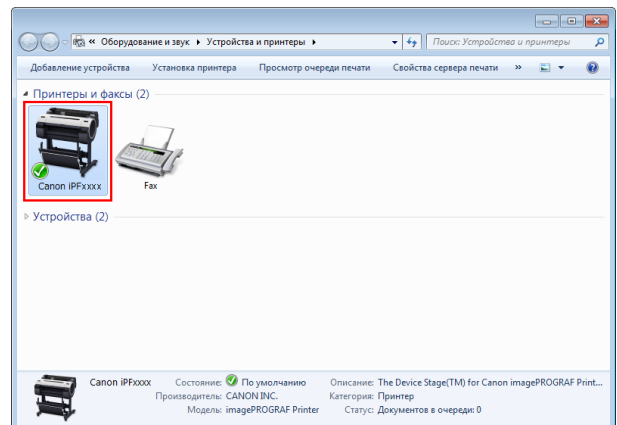 « Оборудование и звук Устройства и принтеры Поиск: Устройства и принтеры
Добавление устройства Установка принтера Просмотр очереди печати Свойства сервера печати »
Принтеры и факсы (2)
Canon iPFxxxx Fax
Устройства (2)
Canon iPFxxxx Состояние: По умолчанию Описание: The Device Stage(TM) for Canon imagePROGRAF Print...
Производитель: CANON INC. Категория: Принтер
Модель: imagePROGRAF Printer Статус: Документов в очереди: 0